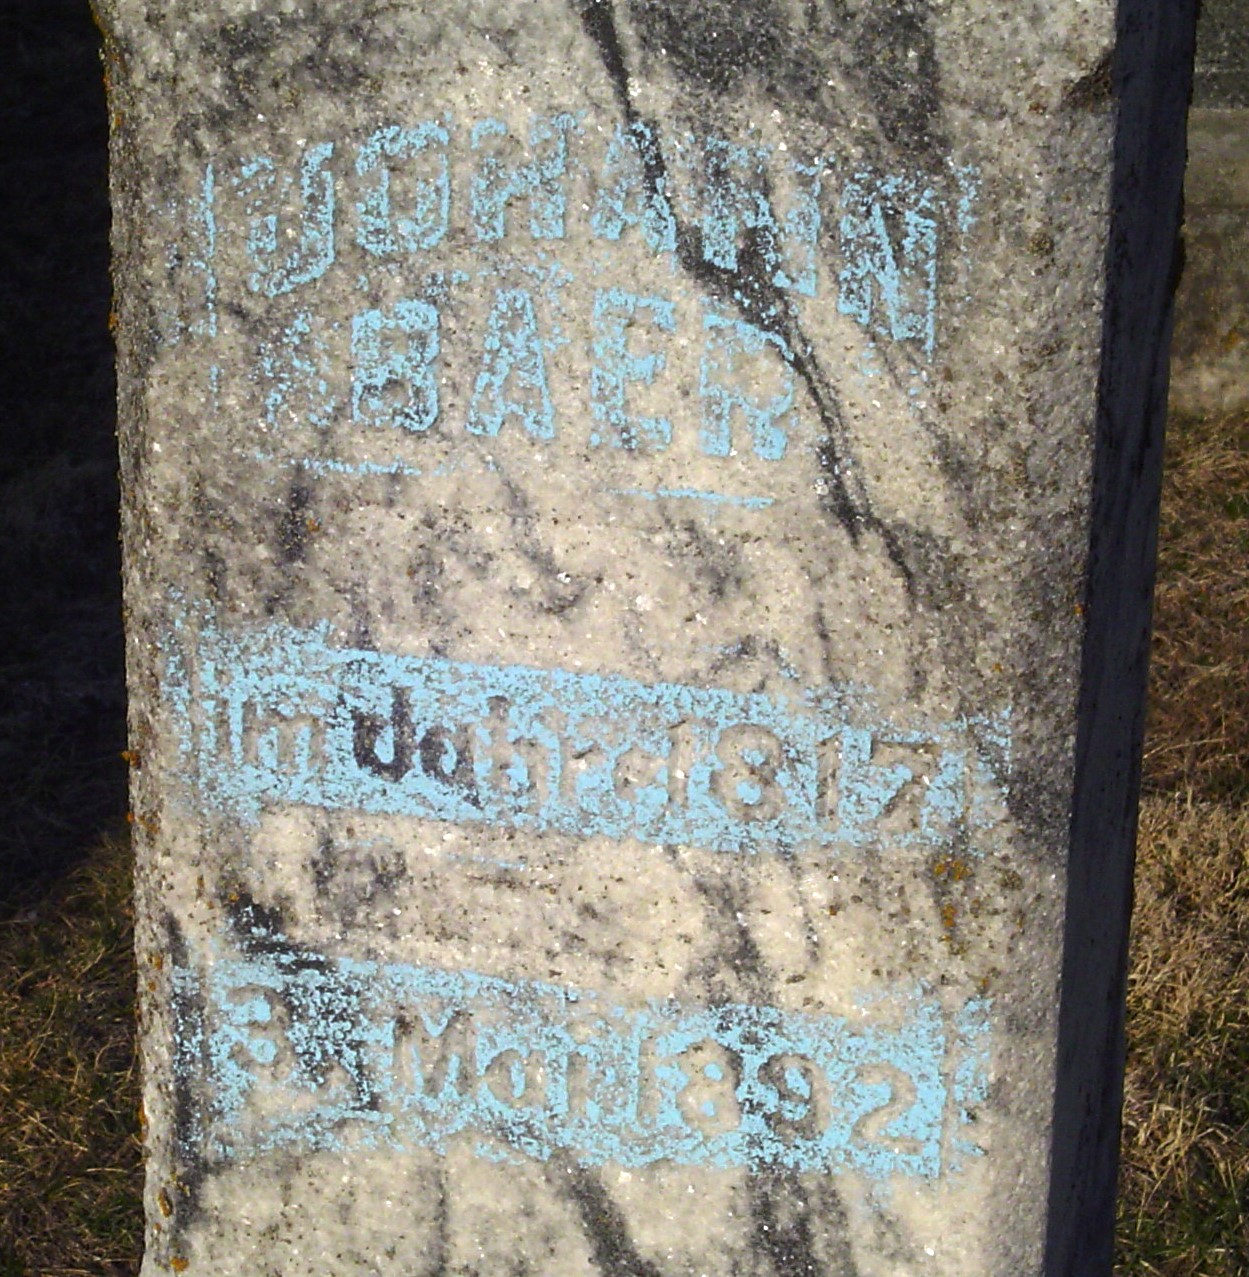 JOHANN
BAER
Im Jahre 1817
3. Mai 1892